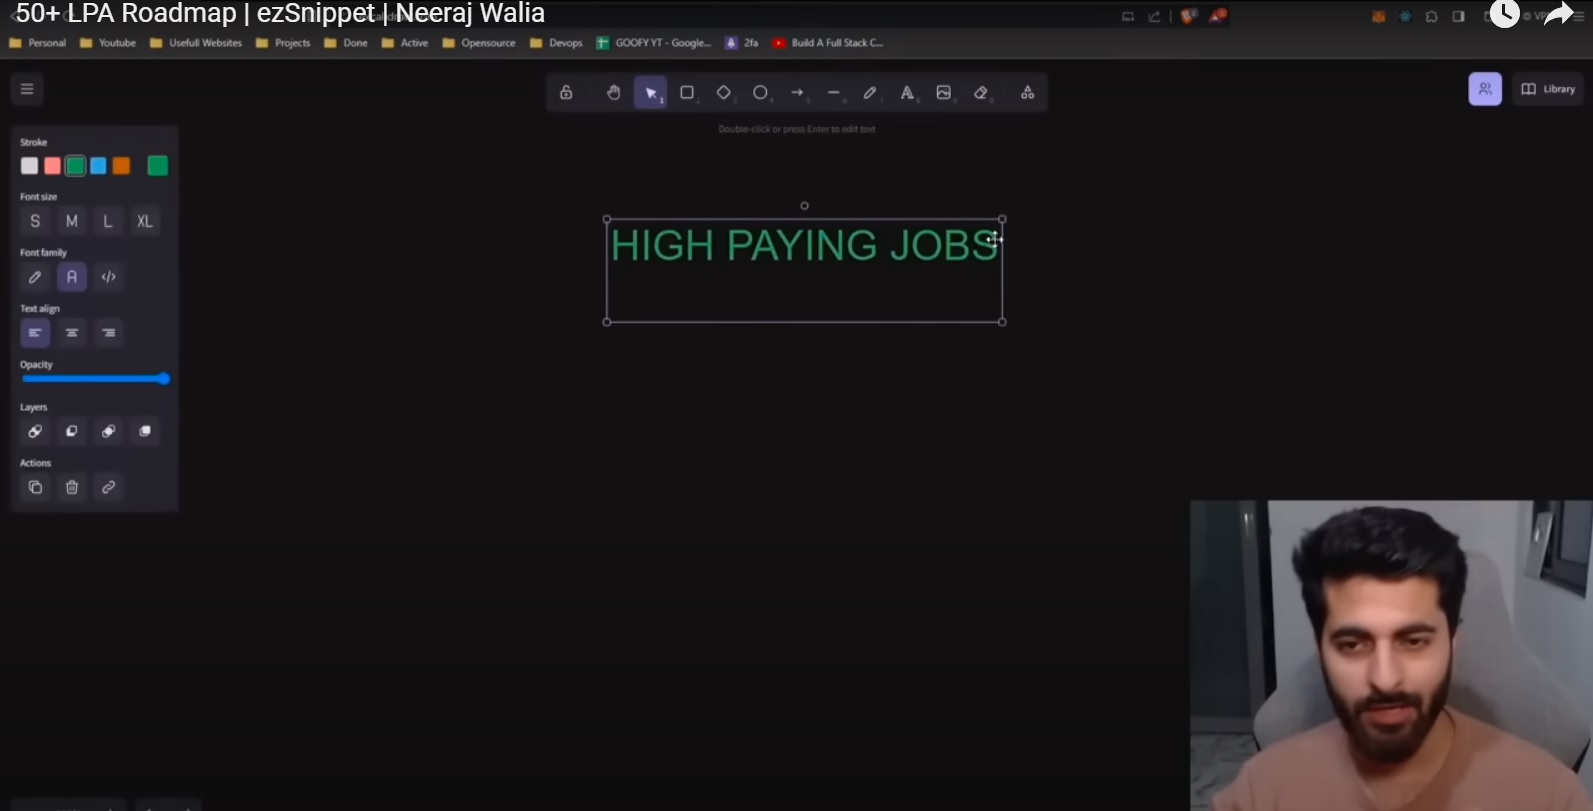 50+ LPA Roadmap | ezSnippet | Neeraj Walia
Personal Youtube Usefull Websites Projects Done Active Opensource Devops GOOFY YT - Google... 2fa Build A Full Stack C...
Library
Double-click or press Enter to edit text
Stroke
Font size
S M L XL
Font family
Text align
Opacity
Layers
Actions
HIGH PAYING JOBS